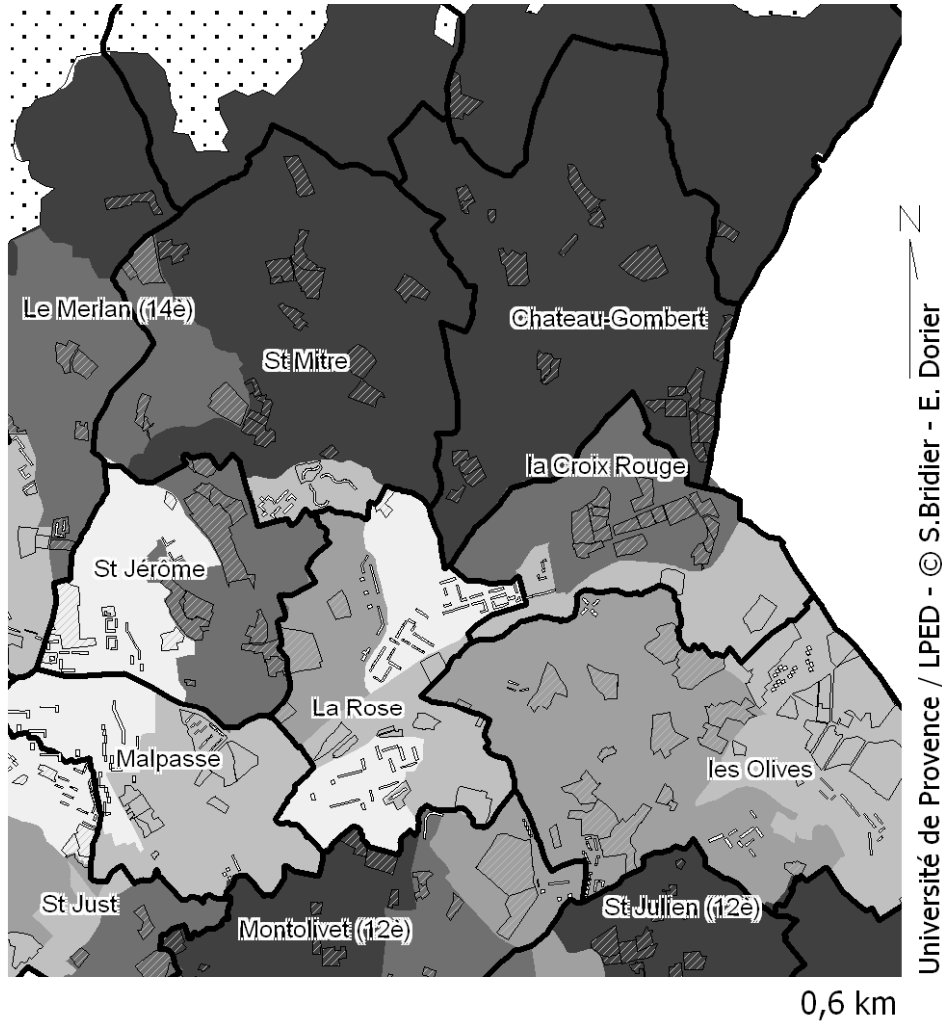 N
Le Merlan (14è)
Chateau-Gombert
St Mitre
la Croix Rouge
St Jérôme
La Rose
Malpasse
les Olives
St Just
Montolivet (12è)
St Julien (12è)
Université de Provence / LPED - © S.Bridier - E. Dorier
0,6 km